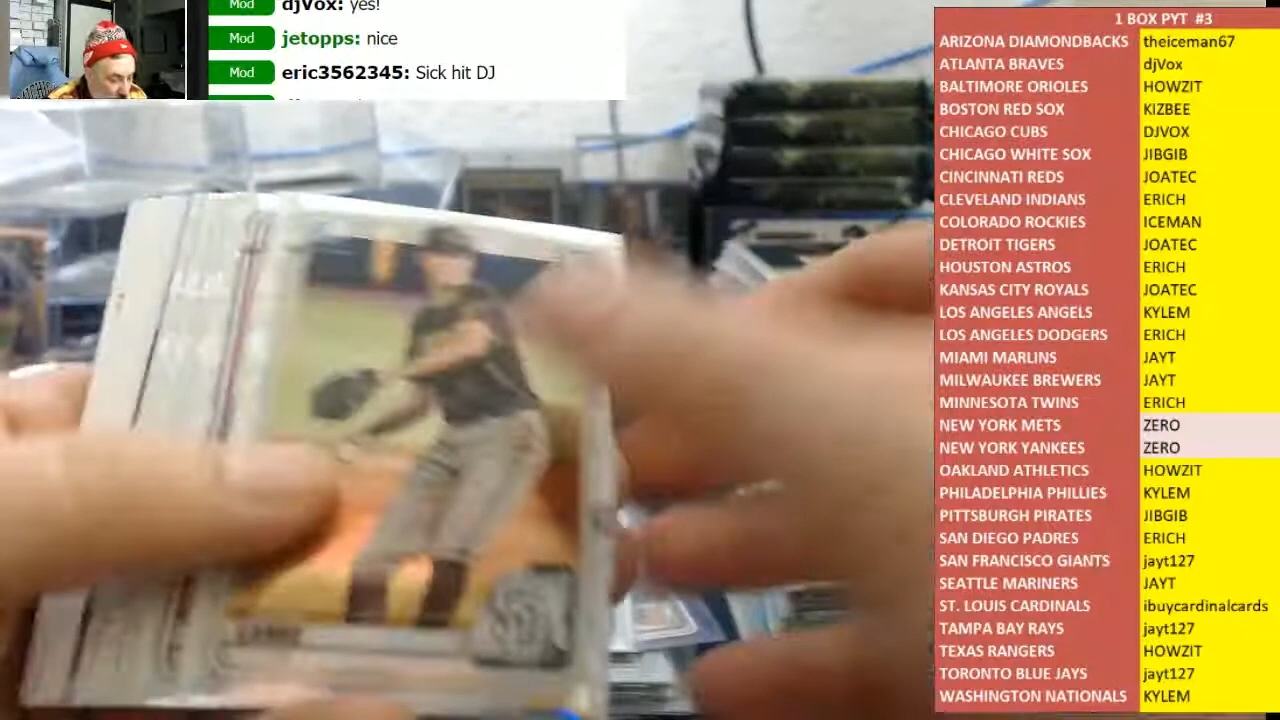 Mod djVox: yes!
Mod jetopps: nice
Mod eric3562345: Sick hit DJ
1 BOX PYT #3
ARIZONA DIAMONDBACKS theiceman67
ATLANTA BRAVES djVox
BALTIMORE ORIOLES HOWZIT
BOSTON RED SOX KIZBEE
CHICAGO CUBS DJVOX
CHICAGO WHITE SOX JIBGIB
CINCINNATI REDS JOATEC
CLEVELAND INDIANS ERICH
COLORADO ROCKIES ICEMAN
DETROIT TIGERS JOATEC
HOUSTON ASTROS ERICH
KANSAS CITY ROYALS JOATEC
LOS ANGELES ANGELS KYLEM
LOS ANGELES DODGERS ERICH
MIAMI MARLINS JAYT
MILWAUKEE BREWERS JAYT
MINNESOTA TWINS ERICH
NEW YORK METS ZERO
NEW YORK YANKEES ZERO
OAKLAND ATHLETICS HOWZIT
PHILADELPHIA PHILLIES KYLEM
PITTSBURGH PIRATES JIBGIB
SAN DIEGO PADRES ERICH
SAN FRANCISCO GIANTS jayt127
SEATTLE MARINERS JAYT
ST. LOUIS CARDINALS ibuycardinalcards
TAMPA BAY RAYS jayt127
TEXAS RANGERS HOWZIT
TORONTO BLUE JAYS jayt127
WASHINGTON NATIONALS KYLEM